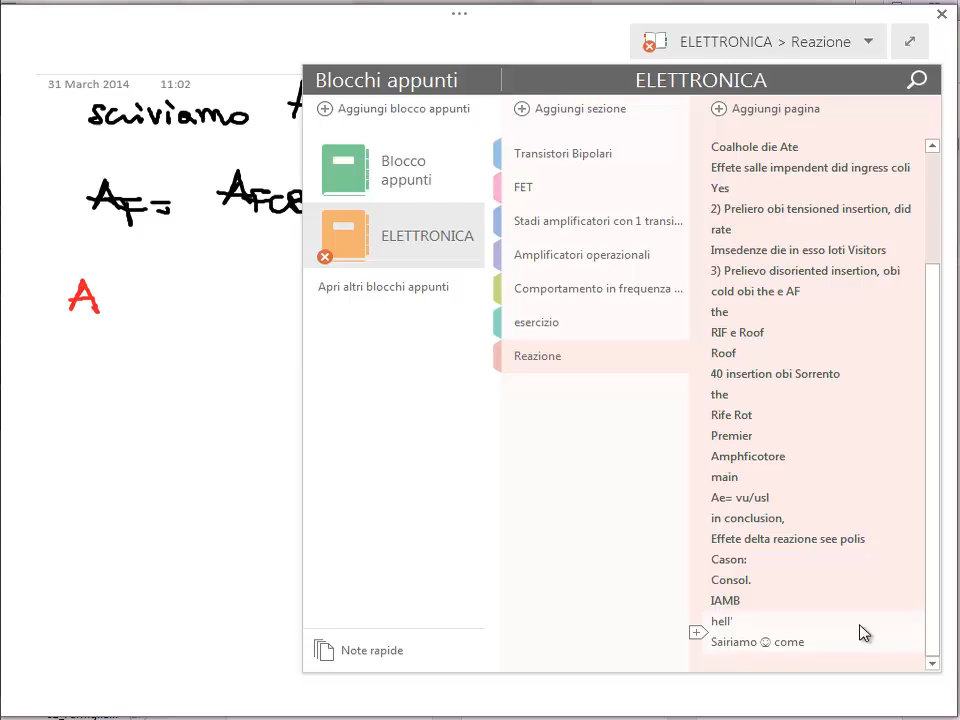 ELETTRONICA > Reazione
31 March 2014 11:02
scriviamo
AF =
A
Blocchi appunti
Aggiungi blocco appunti
Blocco
appunti
ELETTRONICA
Apri altri blocchi appunti
Note rapide
ELETTRONICA
Aggiungi sezione
Transistori Bipolari
FET
Stadi amplificatori con 1 transi...
Amplificatori operazionali
Comportamento in frequenza ...
esercizio
Reazione
Aggiungi pagina
Coalhole die Ate
Effete salle impendent did ingress coli
Yes
2) Preliero obi tensioned insertion, did
rate
Imsedenze die in esso loti Visitors
3) Prelievo disoriented insertion, obi
cold obi the e AF
the
RIF e Roof
Roof
40 insertion obi Sorrento
the
Rife Rot
Premier
Amphficotore
main
Ae= vu/usl
in conclusion,
Effete delta reazione see polis
Cason:
Consol.
IAMB
hell'
Sairiamo ☺ come